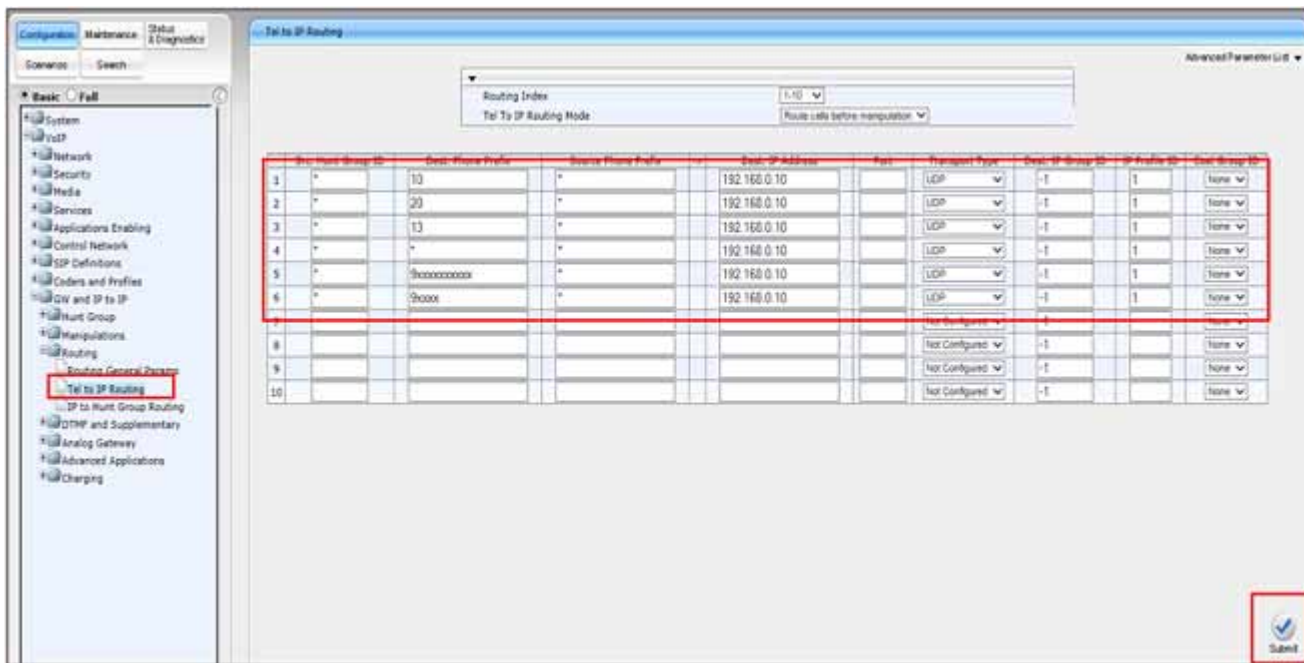 Configuration Maintenance Status & Diagnostics
Scenarios Search
Basic Full
System
VoIP
Network
Security
Media
Services
Applications Enabling
Control Network
SIP Definitions
Coders and Profiles
GW and IP to IP
Hunt Group
Manipulations
Routing
Routing General Params
Tel to IP Routing
IP to Hunt Group Routing
DTMF and Supplementary
Analog Gateway
Advanced Applications
Charging
Tel to IP Routing
Advanced Parameter List
Routing Index 1-10
Tel To IP Routing Mode Route calls before manipulation
Src. Hunt Group ID Dest. Phone Prefix Source Phone Prefix -> Dest. IP Address Port Transport Type Dest. IP Group ID IP Profile ID Cost Group ID
1 * 10 * 192.168.0.10 UDP -1 1 None
2 * 20 * 192.168.0.10 UDP -1 1 None
3 * 13 * 192.168.0.10 UDP -1 1 None
4 * * * 192.168.0.10 UDP -1 1 None
5 * * 192.168.0.10 UDP -1 1 None
6 * 9xxxx * 192.168.0.10 UDP -1 1 None
7 Not Configured -1 None
8 Not Configured -1 None
9 Not Configured -1 None
10 Not Configured -1 None
Submit